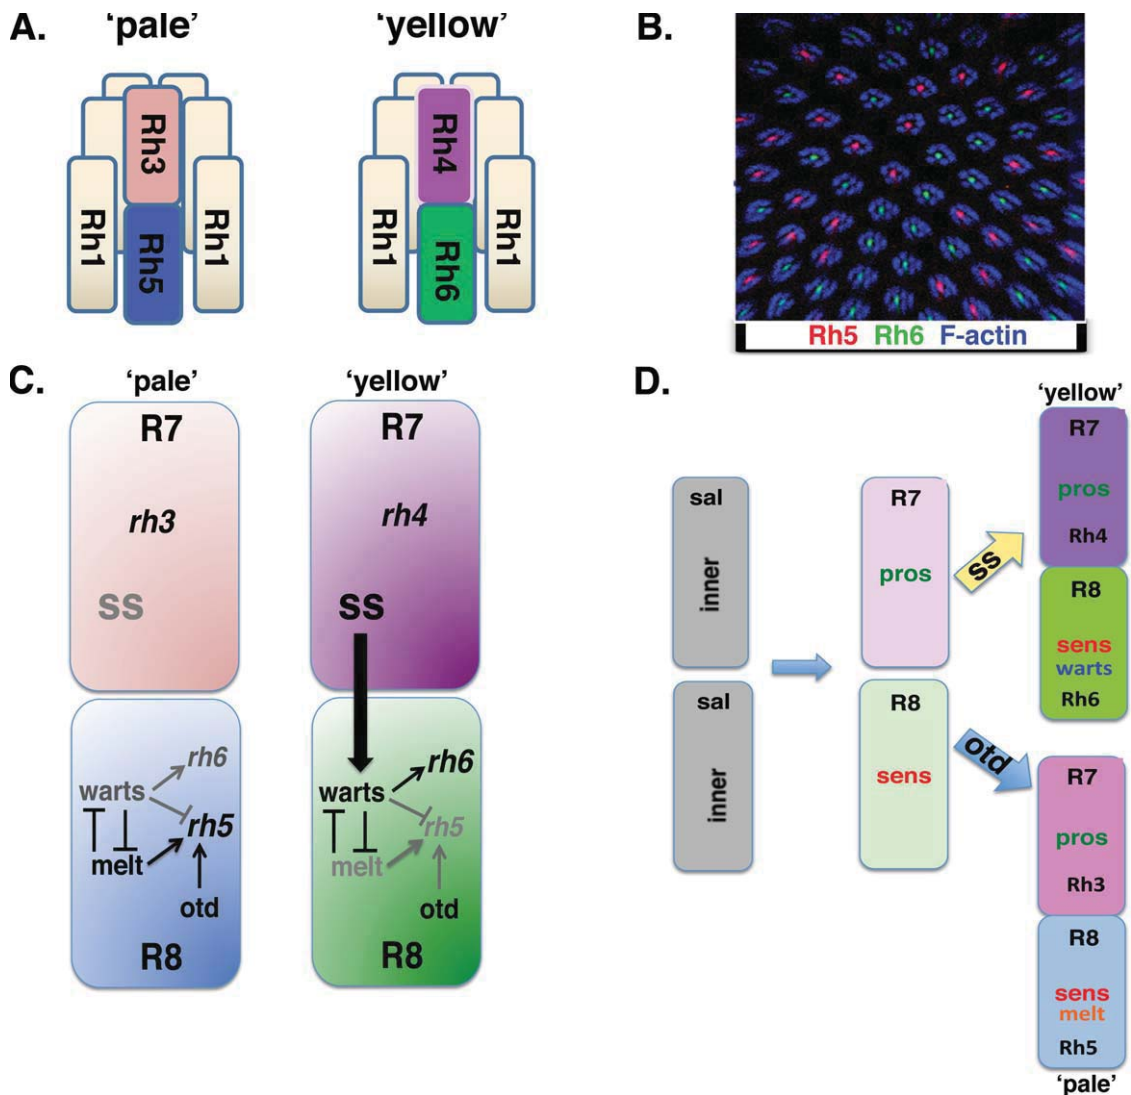 A.
'pale'
'yellow'
Rh3
Rh5
Rh1
Rh1
Rh4
Rh6
Rh1
Rh1
B.
Rh5 Rh6 F-actin
C.
'pale'
'yellow'
R7
rh3
ss
rh6
warts
rh5
melt
otd
R8
R7
rh4
ss
rh6
warts
rh5
melt
otd
R8
D.
sal
inner
sal
inner
R7
pros
R8
sens
ss
otd
'yellow'
R7
pros
Rh4
R8
sens
warts
Rh6
R7
pros
Rh3
R8
sens
melt
Rh5
'pale'